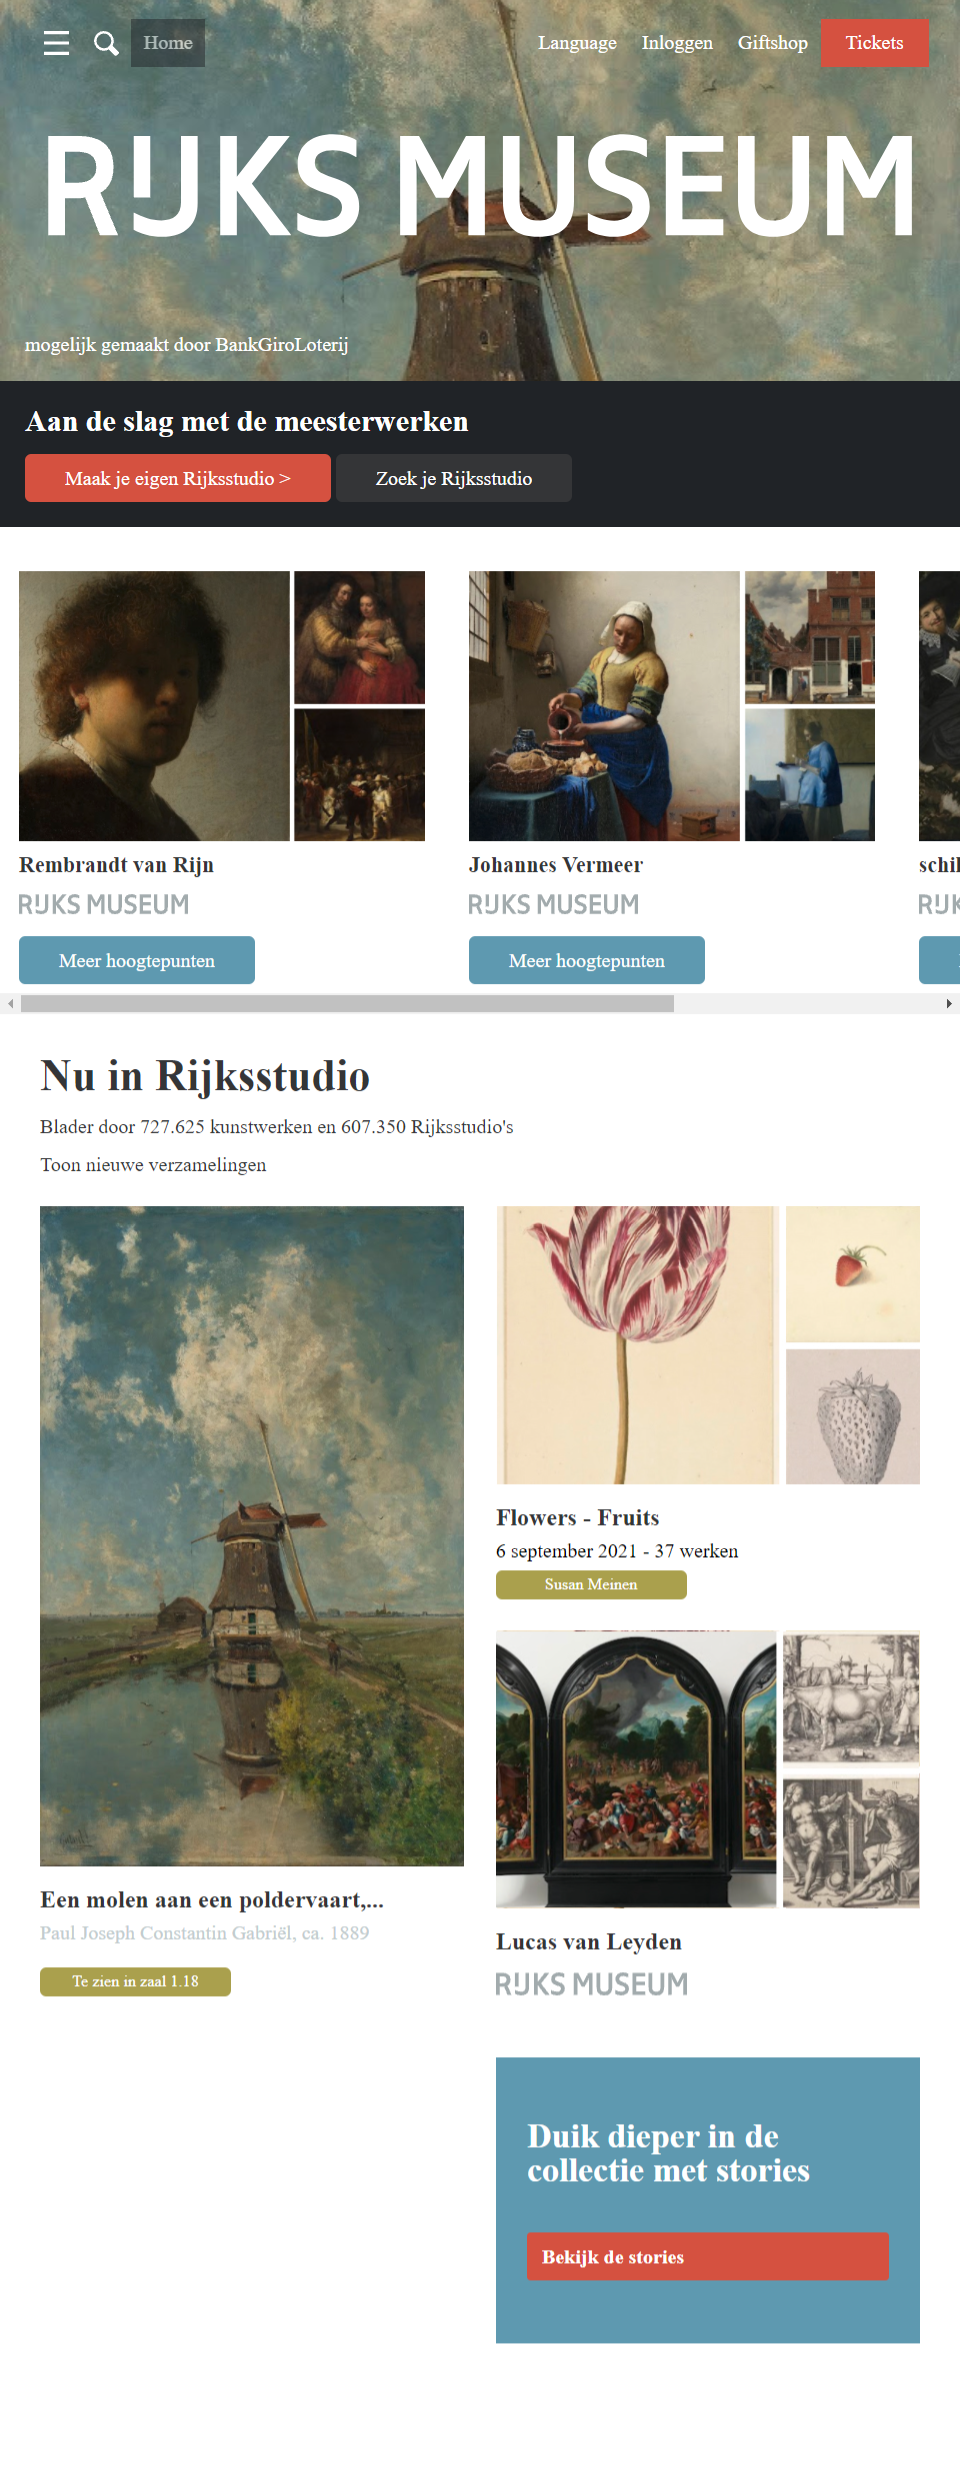 Home
Language Inloggen Giftshop Tickets
RIJKS MUSEUM
mogelijk gemaakt door BankGiroLoterij
Aan de slag met de meesterwerken
Maak je eigen Rijksstudio > Zoek je Rijksstudio
Rembrandt van Rijn
RIJKS MUSEUM
Meer hoogtepunten
Johannes Vermeer
RIJKS MUSEUM
Meer hoogtepunten
Nu in Rijksstudio
Blader door 727.625 kunstwerken en 607.350 Rijksstudio's
Toon nieuwe verzamelingen
Een molen aan een poldervaart,...
Paul Joseph Constantin Gabriël, ca. 1889
Te zien in zaal 1.18
Flowers - Fruits
6 september 2021 - 37 werken
Susan Meinen
Lucas van Leyden
RIJKS MUSEUM
Duik dieper in de
collectie met stories
Bekijk de stories